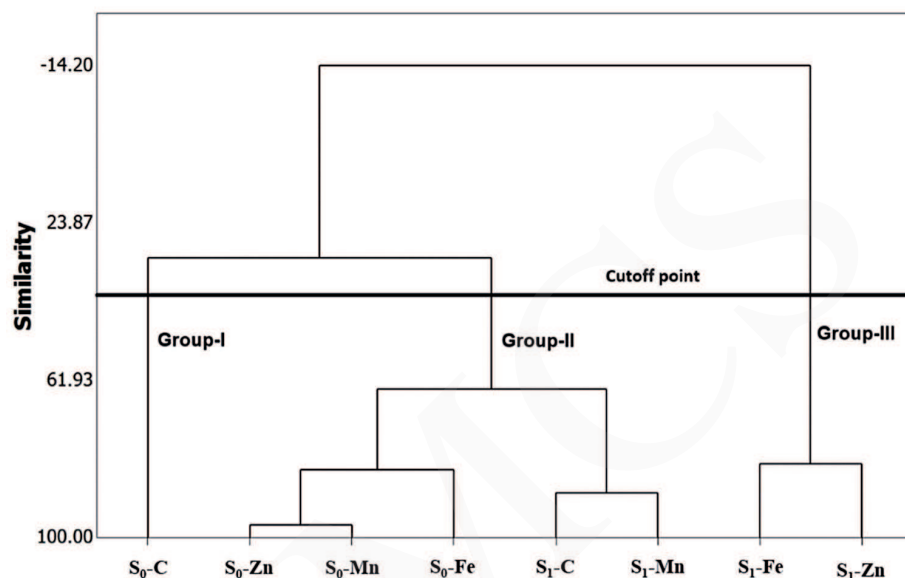 -14.20
23.87
Similarity
Cutoff point
Group-I
Group-II
Group-III
61.93
100.00
S₀-C S₀-Zn S₀-Mn S₀-Fe S₁-C S₁-Mn S₁-Fe S₁-Zn
MCS